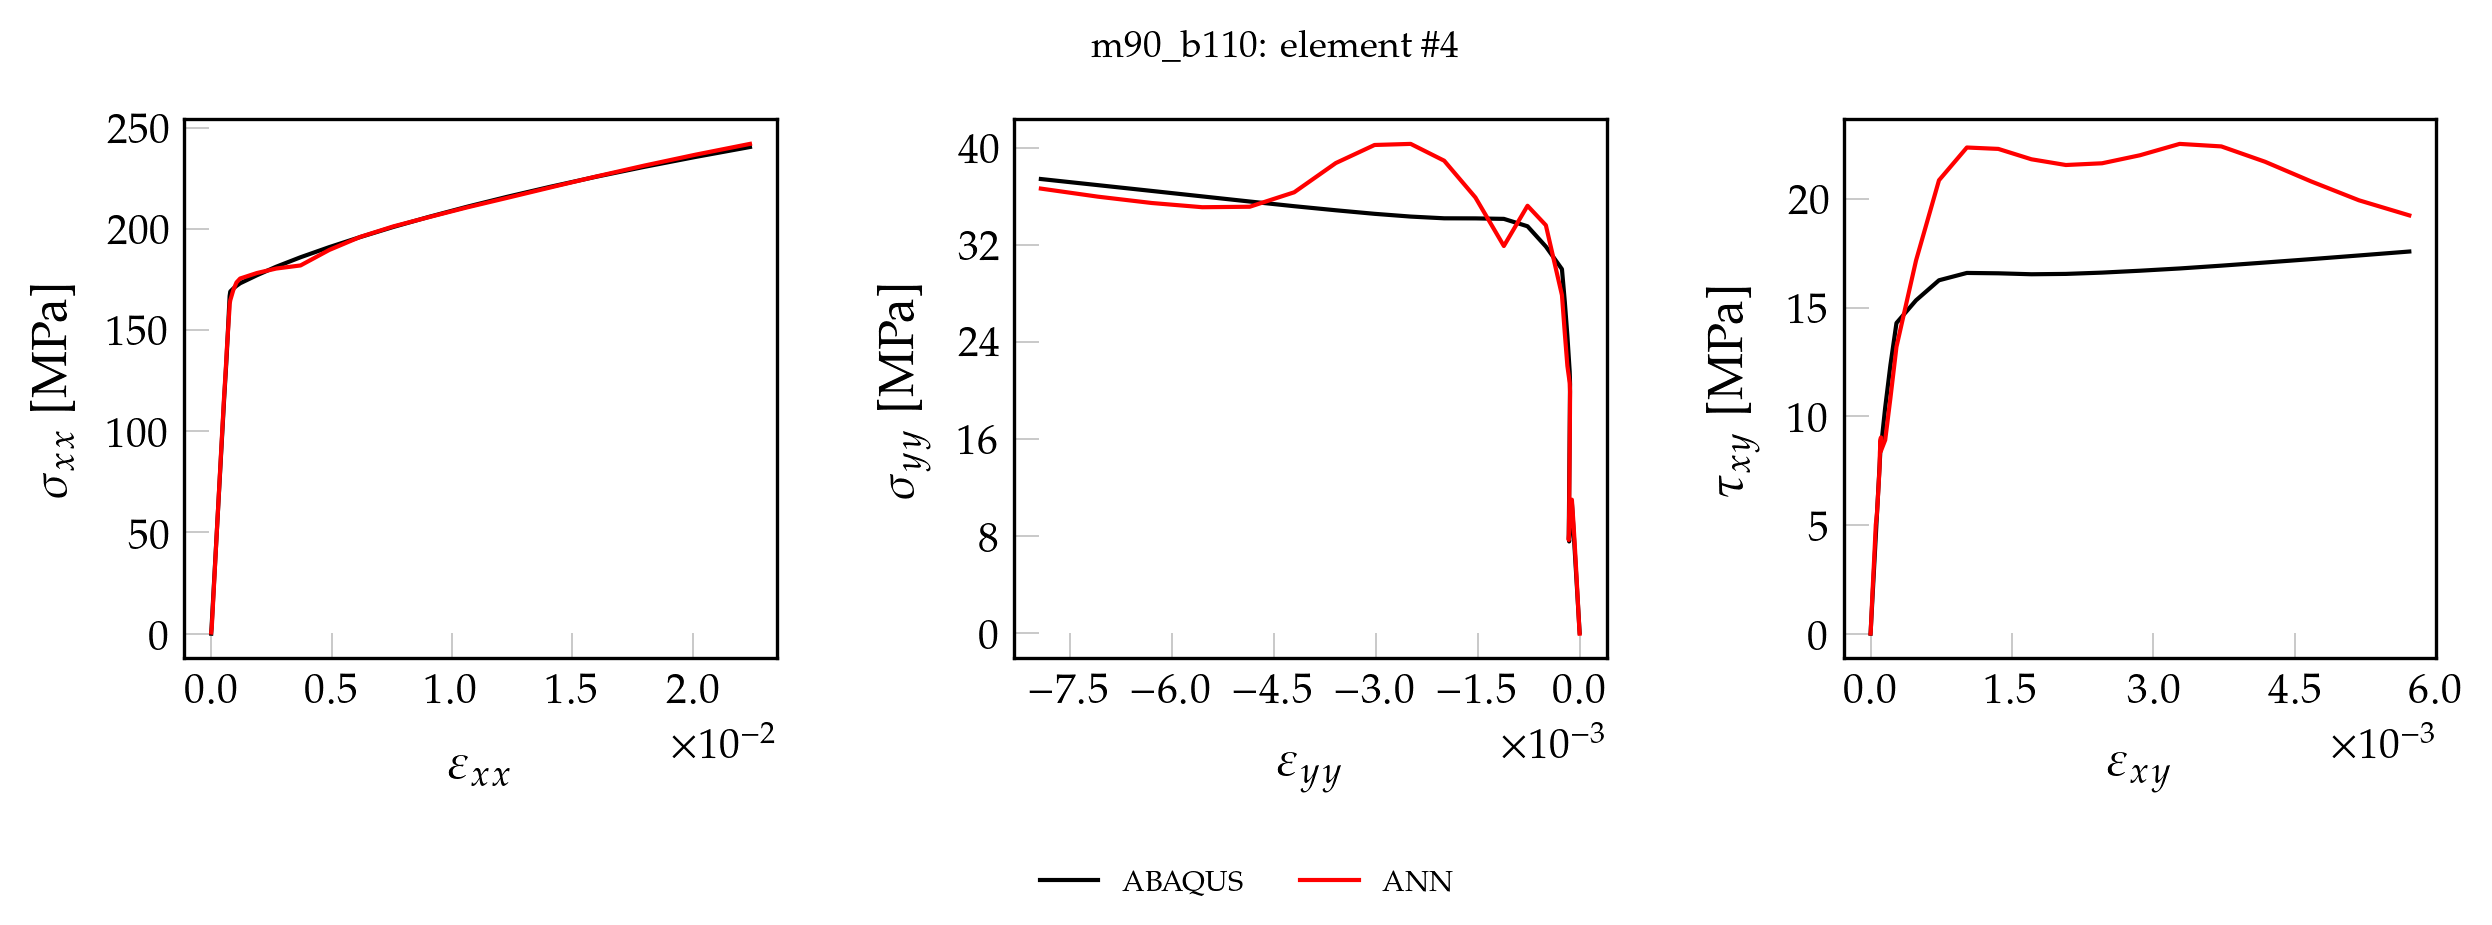 m90_b110: element #4
σxx [MPa]
250
200
150
100
50
0
0.0 0.5 1.0 1.5 2.0
×10⁻²
εxx
σyy [MPa]
40
32
24
16
8
0
−7.5 −6.0 −4.5 −3.0 −1.5 0.0
×10⁻³
εyy
τxy [MPa]
20
15
10
5
0
0.0 1.5 3.0 4.5 6.0
×10⁻³
εxy
ABAQUS ANN